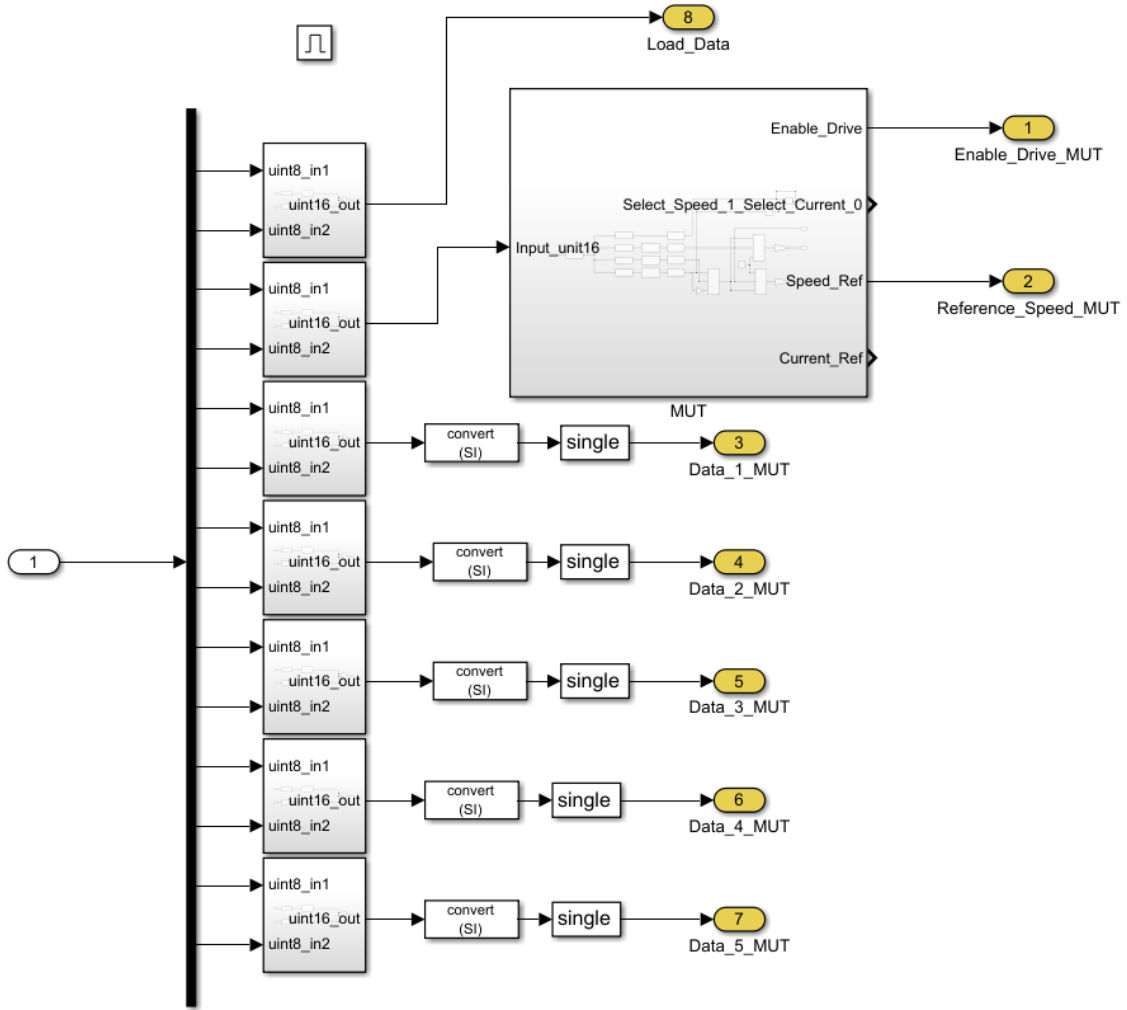 8
Load_Data
uint8_in1
uint16_out
uint8_in2
Enable_Drive
1
Enable_Drive_MUT
Select_Speed_1_Select_Current_0
Input_unit16
uint8_in1
uint16_out
uint8_in2
Speed_Ref
2
Reference_Speed_MUT
Current_Ref
MUT
uint8_in1
uint16_out
uint8_in2
convert
(SI)
single
3
Data_1_MUT
1
uint8_in1
uint16_out
uint8_in2
convert
(SI)
single
4
Data_2_MUT
uint8_in1
uint16_out
uint8_in2
convert
(SI)
single
5
Data_3_MUT
uint8_in1
uint16_out
uint8_in2
convert
(SI)
single
6
Data_4_MUT
uint8_in1
uint16_out
uint8_in2
convert
(SI)
single
7
Data_5_MUT